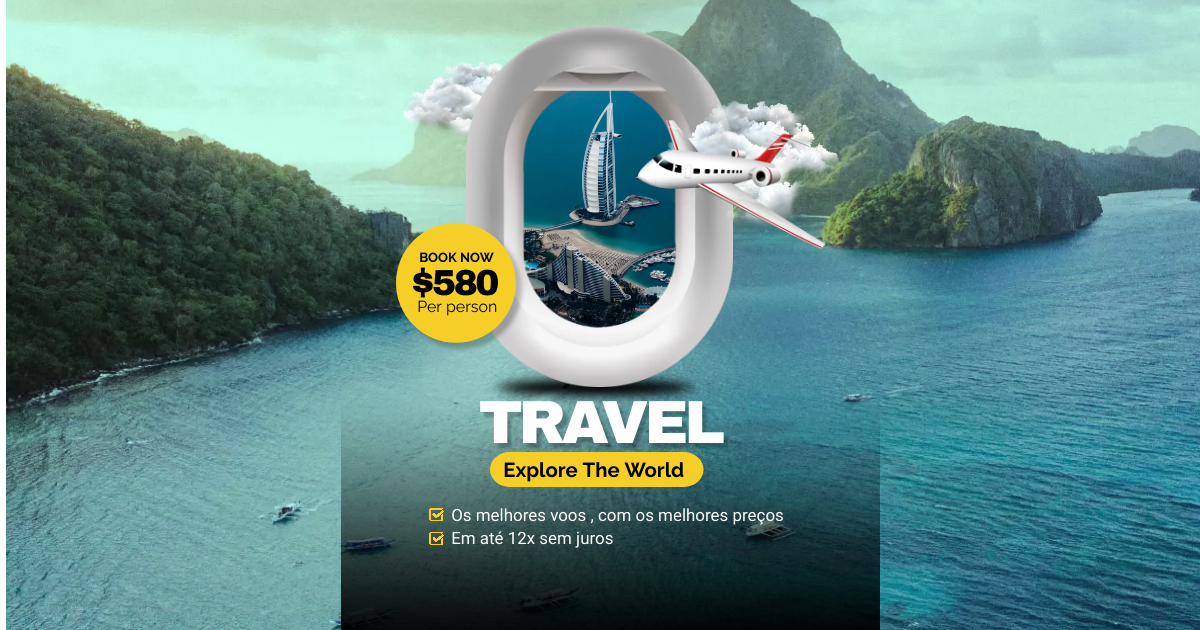 BOOK NOW
$580
Per person
TRAVEL
Explore The World
Os melhores voos , com os melhores preços
Em até 12x sem juros